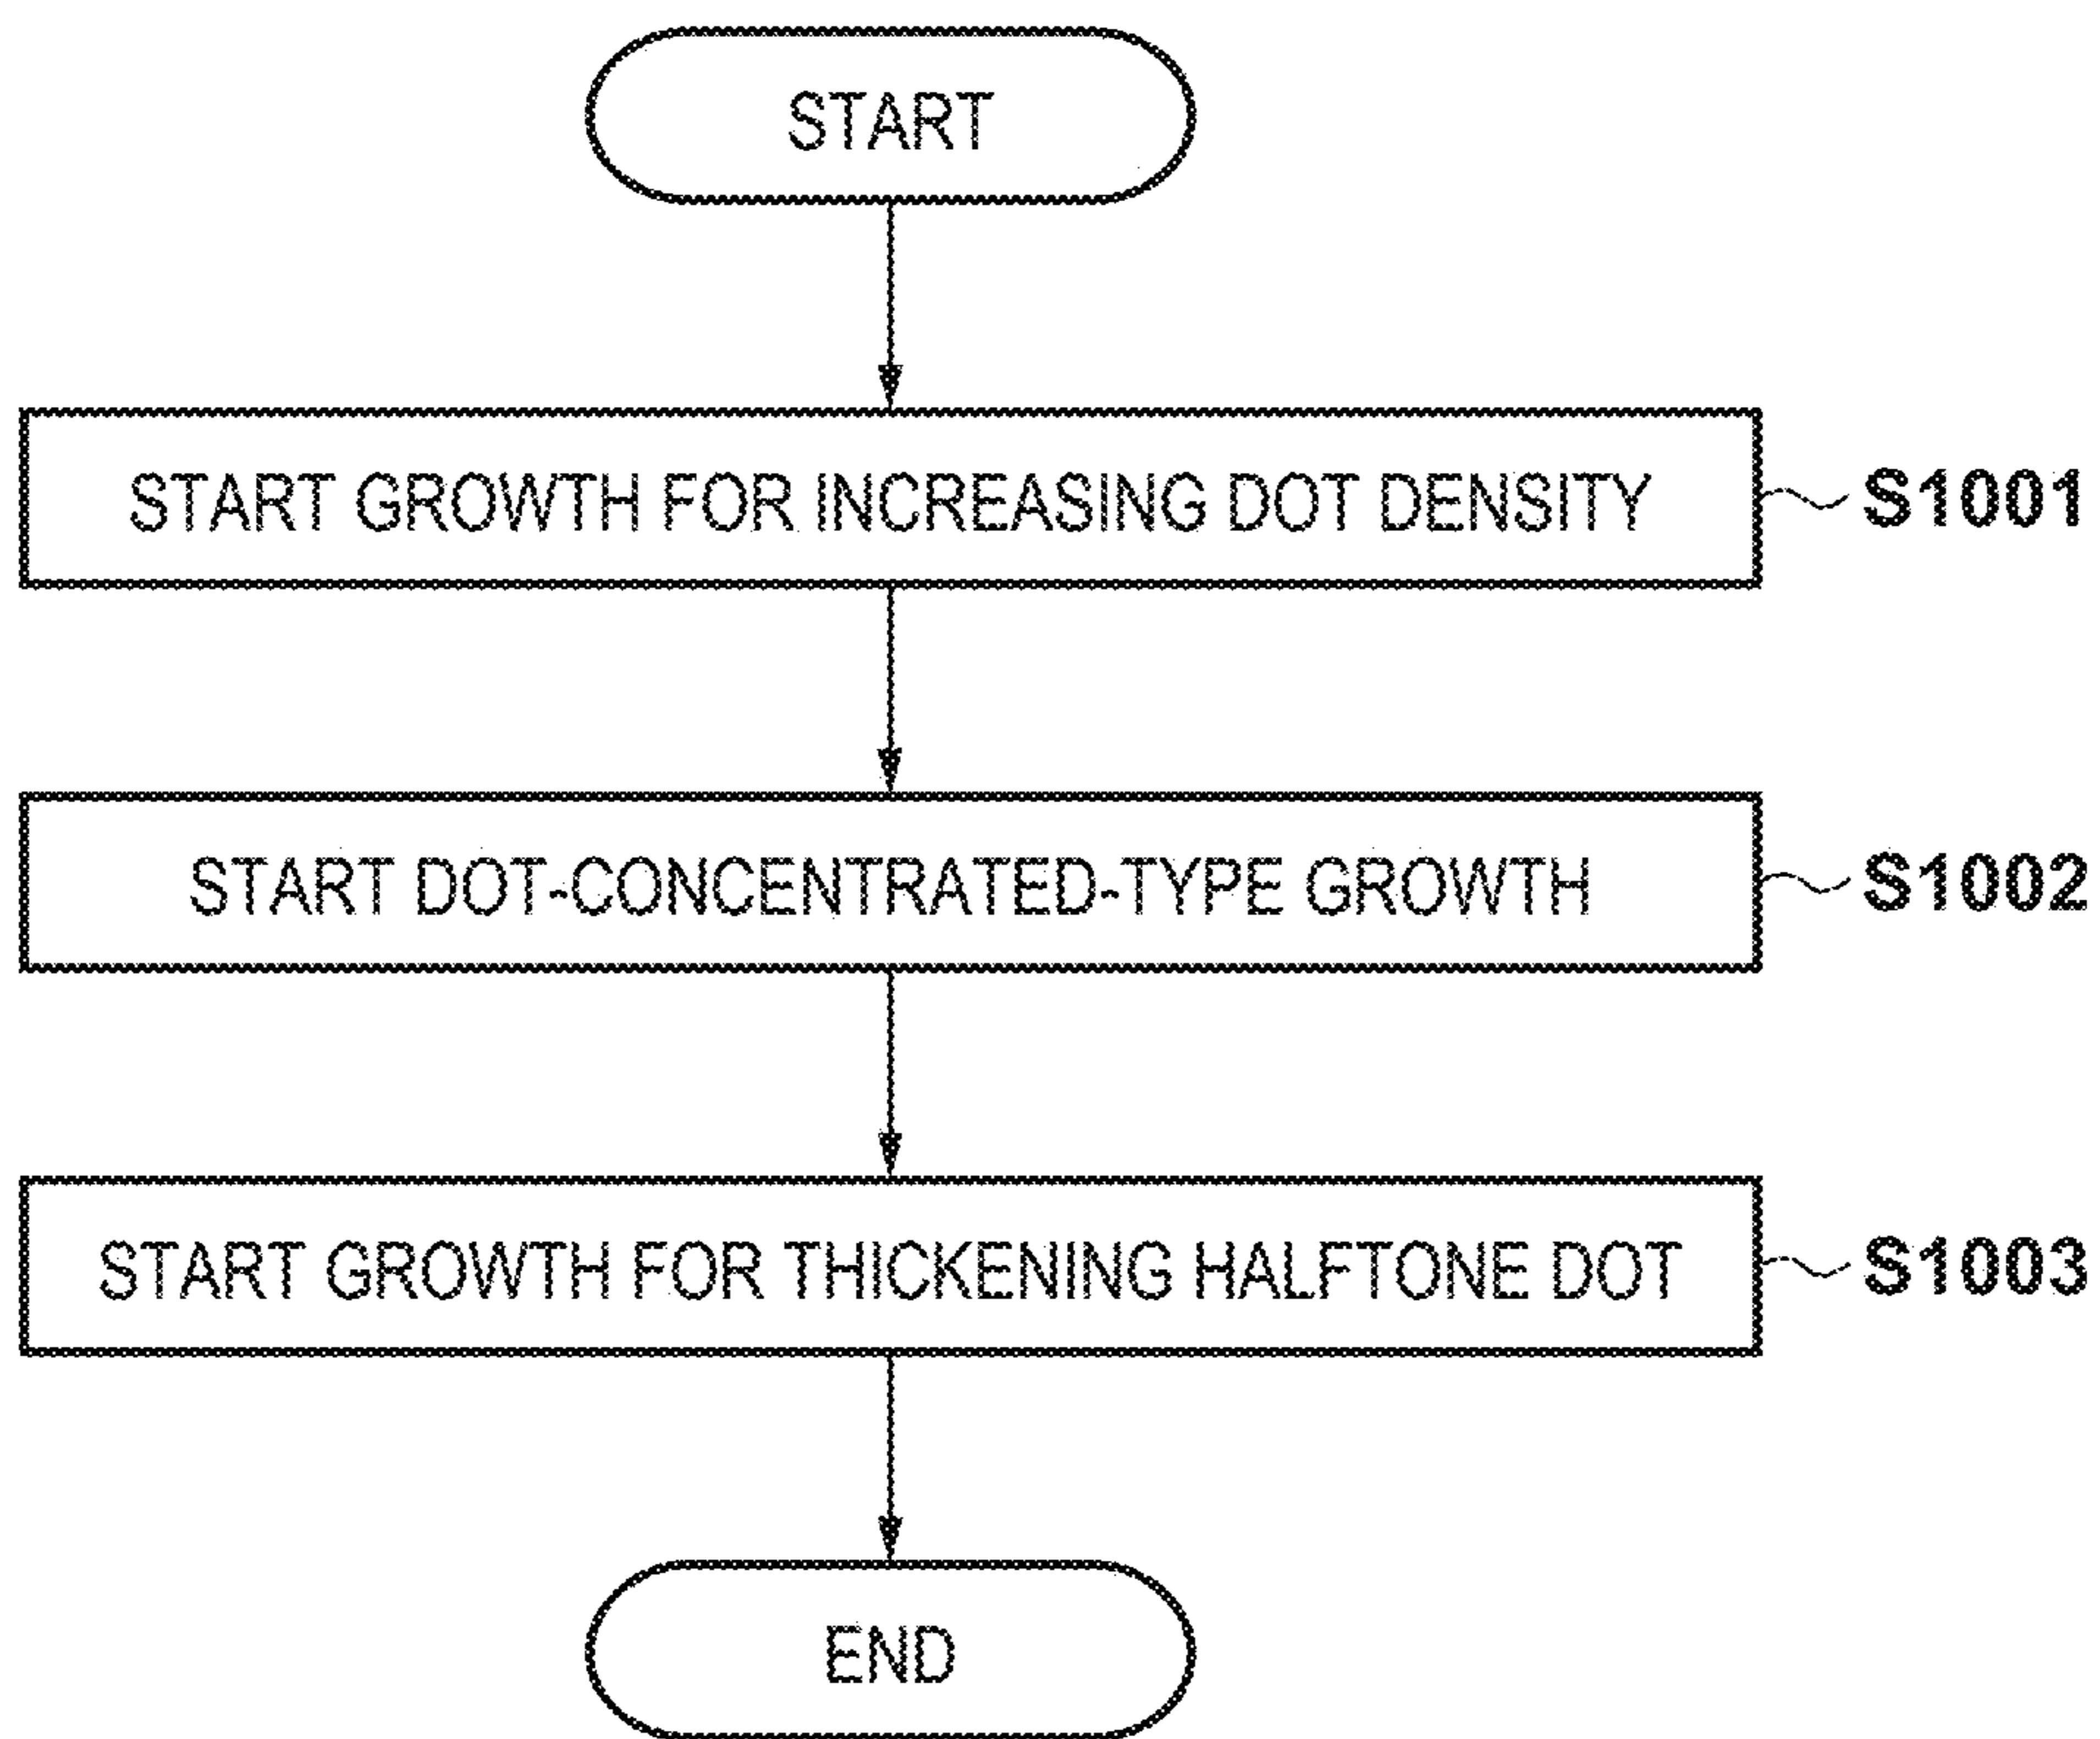 START
START GROWTH FOR INCREASING DOT DENSITY
S1001
START DOT-CONCENTRATED-TYPE GROWTH
S1002
START GROWTH FOR THICKENING HALFTONE DOT
S1003
END